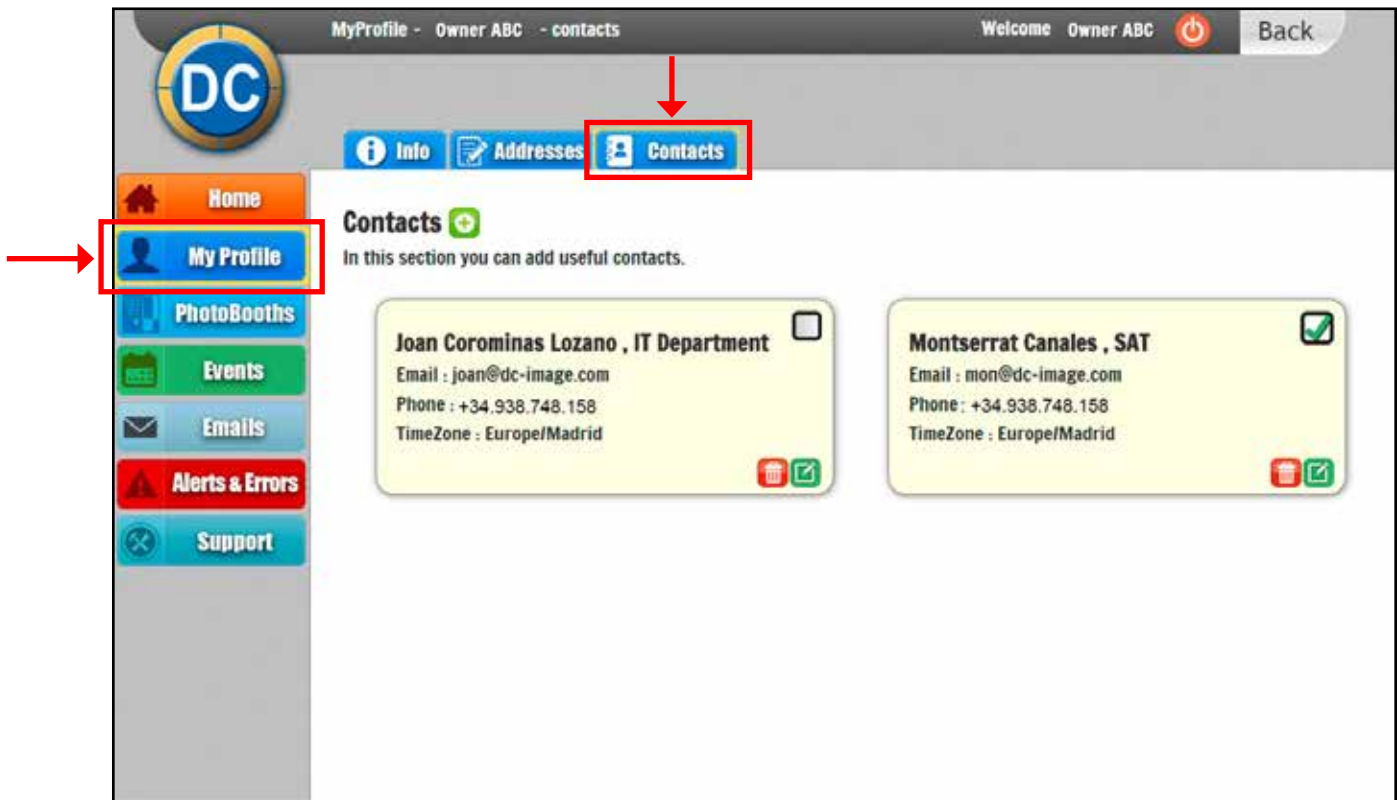 MyProfile - Owner ABC - contacts
Welcome Owner ABC
Back
DC
Info
Addresses
Contacts
Home
My Profile
PhotoBooths
Events
Emails
Alerts & Errors
Support
Contacts
In this section you can add useful contacts.
Joan Corominas Lozano , IT Department
Email : joan@dc-image.com
Phone : +34.938.748.158
TimeZone : Europe/Madrid
Montserrat Canales , SAT
Email : mon@dc-image.com
Phone : +34.938.748.158
TimeZone : Europe/Madrid